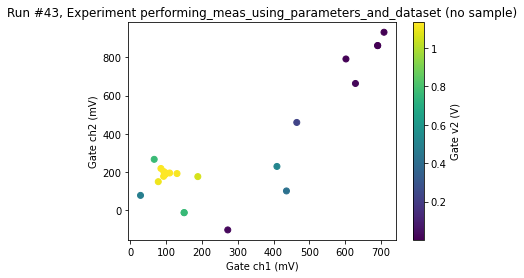 Run #43, Experiment performing_meas_using_parameters_and_dataset (no sample)
Gate ch2 (mV)
800
600
400
200
0
0 100 200 300 400 500 600 700
Gate ch1 (mV)
1
0.8
0.6
0.4
0.2
Gate v2 (V)